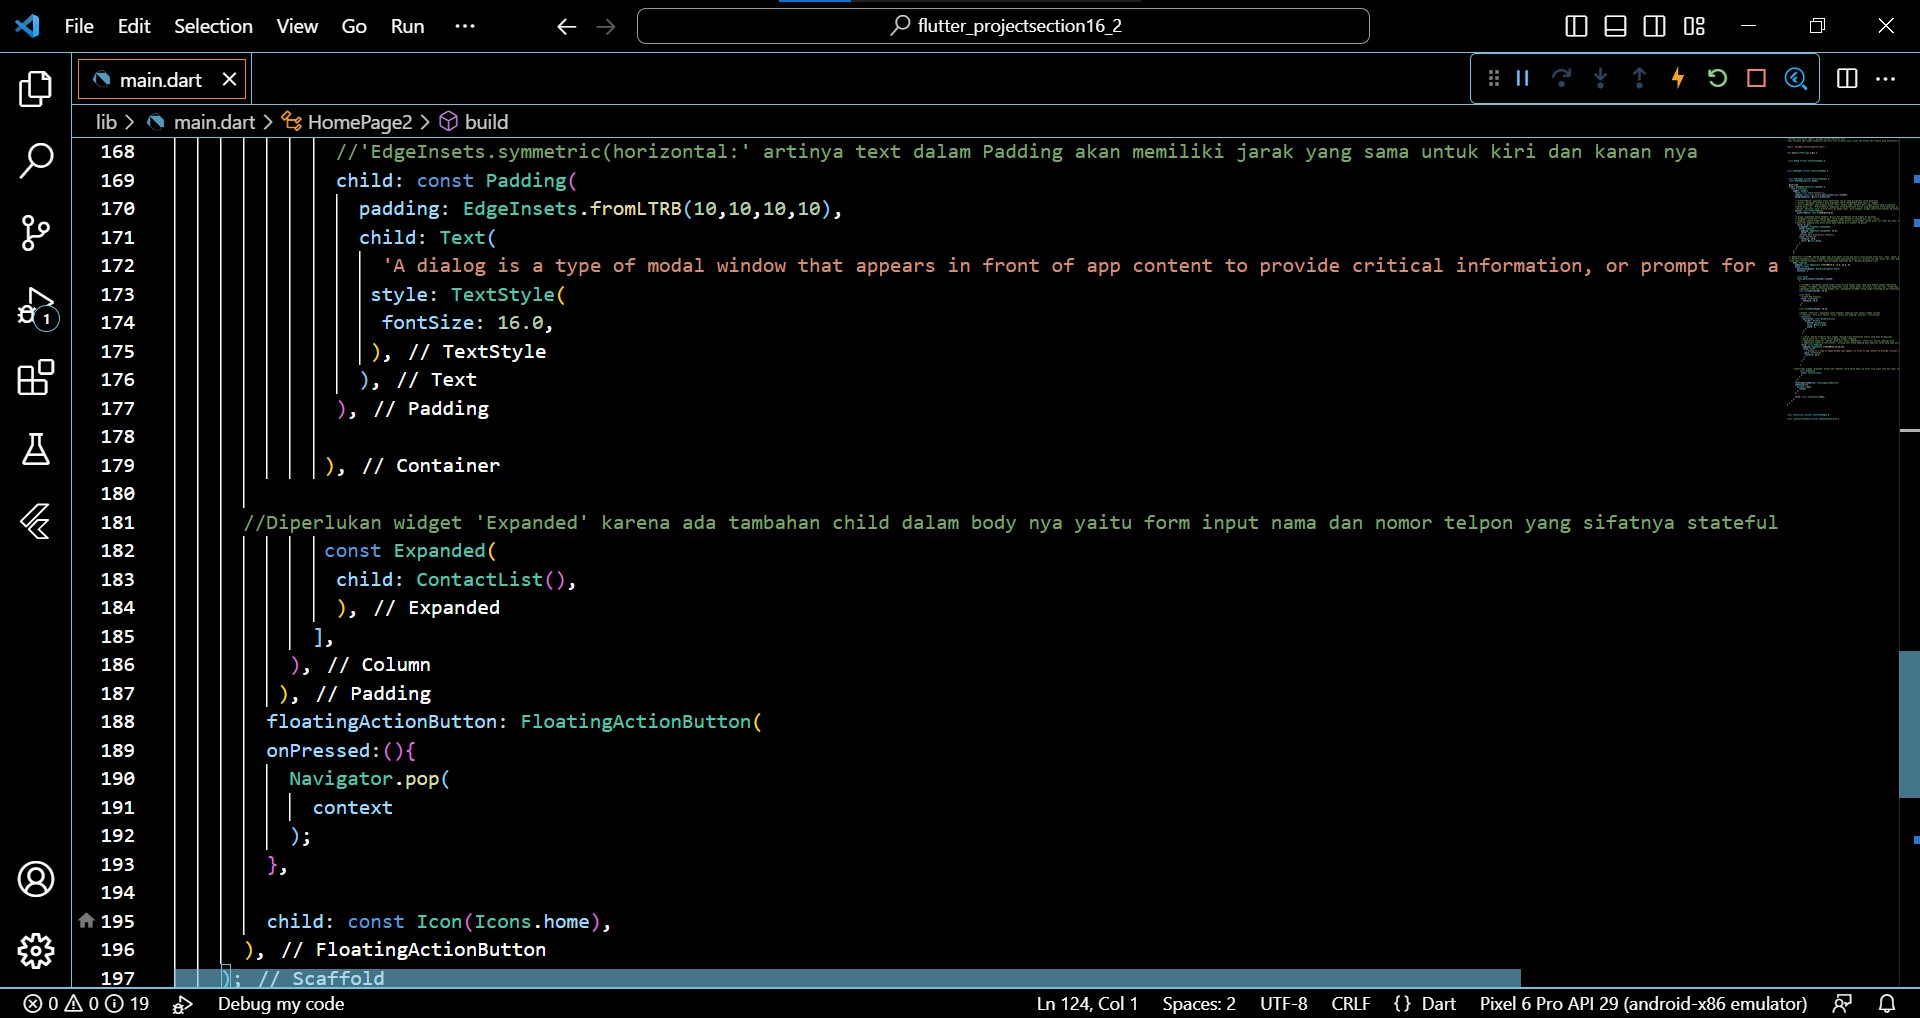 File Edit Selection View Go Run ··· flutter_projectsection16_2
main.dart
lib > main.dart > HomePage2 > build
168 //'EdgeInsets.symmetric(horizontal:' artinya text dalam Padding akan memiliki jarak yang sama untuk kiri dan kanan nya
169 child: const Padding(
170 padding: EdgeInsets.fromLTRB(10,10,10,10),
171 child: Text(
172 'A dialog is a type of modal window that appears in front of app content to provide critical information, or prompt for a
173 style: TextStyle(
174 fontSize: 16.0,
175 ), // TextStyle
176 ), // Text
177 ), // Padding
178
179 ), // Container
180
181 //Diperlukan widget 'Expanded' karena ada tambahan child dalam body nya yaitu form input nama dan nomor telpon yang sifatnya stateful
182 const Expanded(
183 child: ContactList(),
184 ), // Expanded
185 ],
186 ), // Column
187 ), // Padding
188 floatingActionButton: FloatingActionButton(
189 onPressed:(){
190 Navigator.pop(
191 context
192 );
193 },
194
195 child: const Icon(Icons.home),
196 ), // FloatingActionButton
197 ); // Scaffold
1
0 0 19 Debug my code Ln 124, Col 1 Spaces: 2 UTF-8 CRLF {} Dart Pixel 6 Pro API 29 (android-x86 emulator)